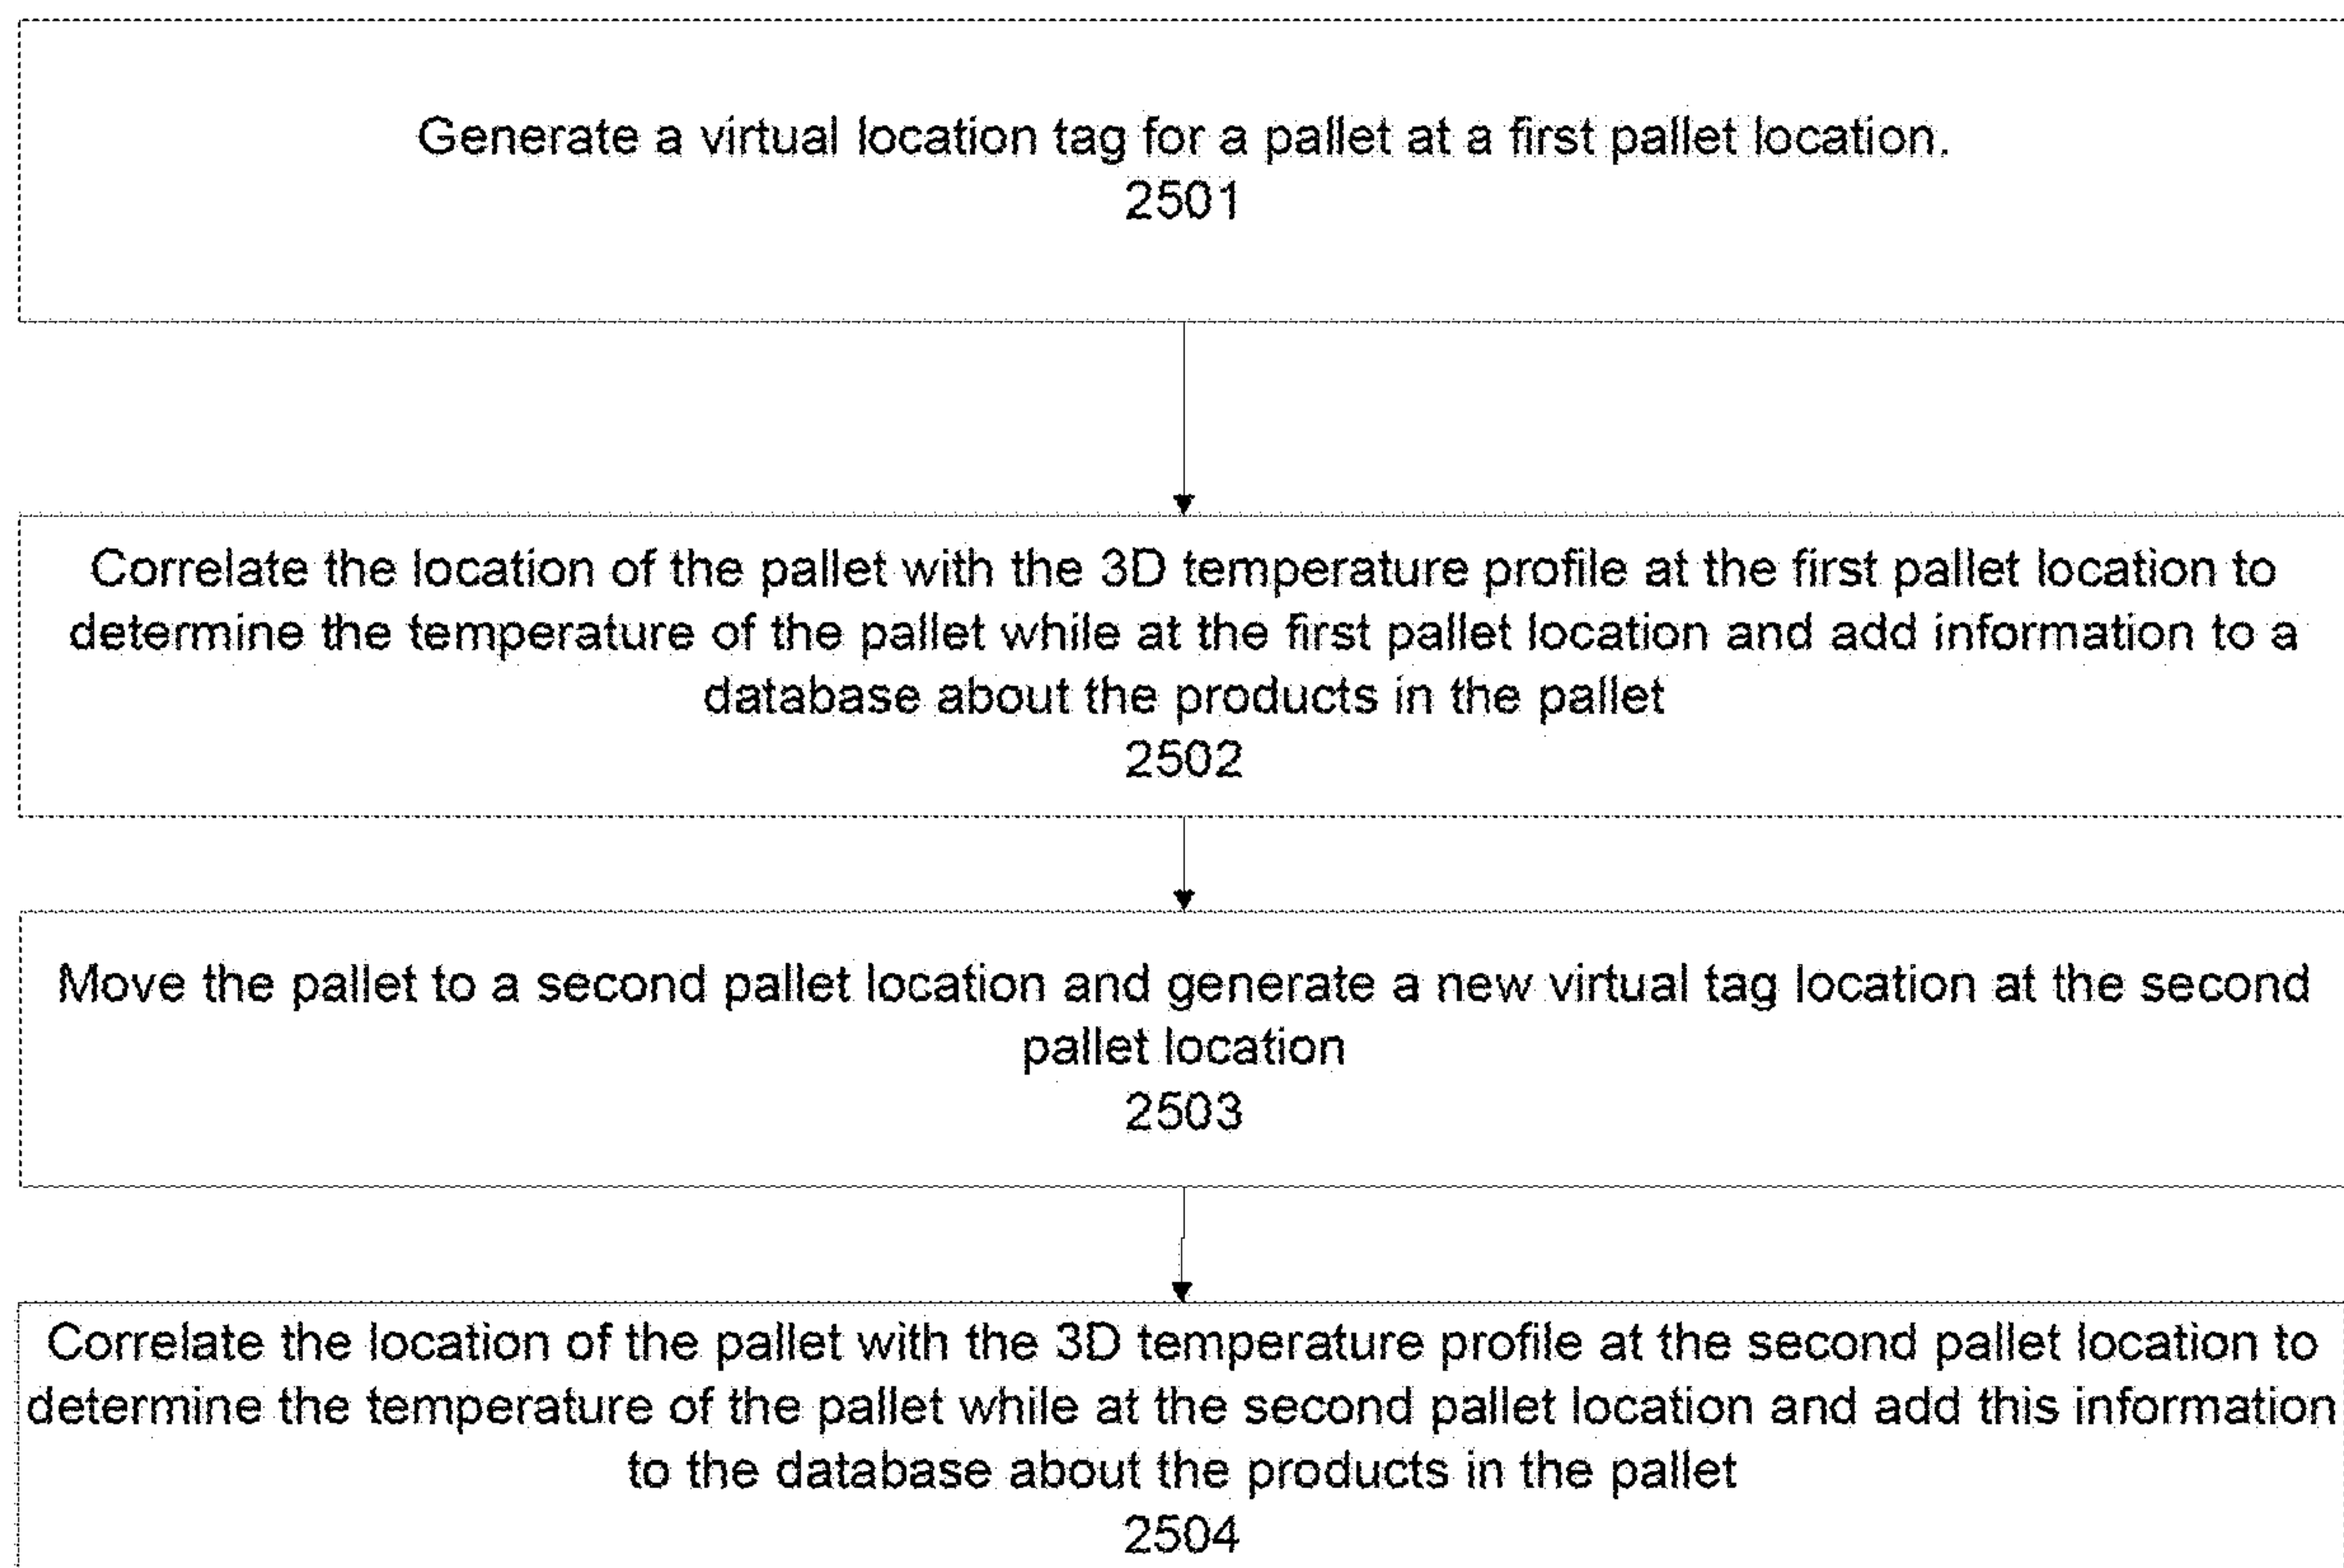 Generate a virtual location tag for a pallet at a first pallet location.
2501
Correlate the location of the pallet with the 3D temperature profile at the first pallet location to
determine the temperature of the pallet while at the first pallet location and add information to a
database about the products in the pallet
2502
Move the pallet to a second pallet location and generate a new virtual tag location at the second
pallet location
2503
Correlate the location of the pallet with the 3D temperature profile at the second pallet location to
determine the temperature of the pallet while at the second pallet location and add this information
to the database about the products in the pallet
2504